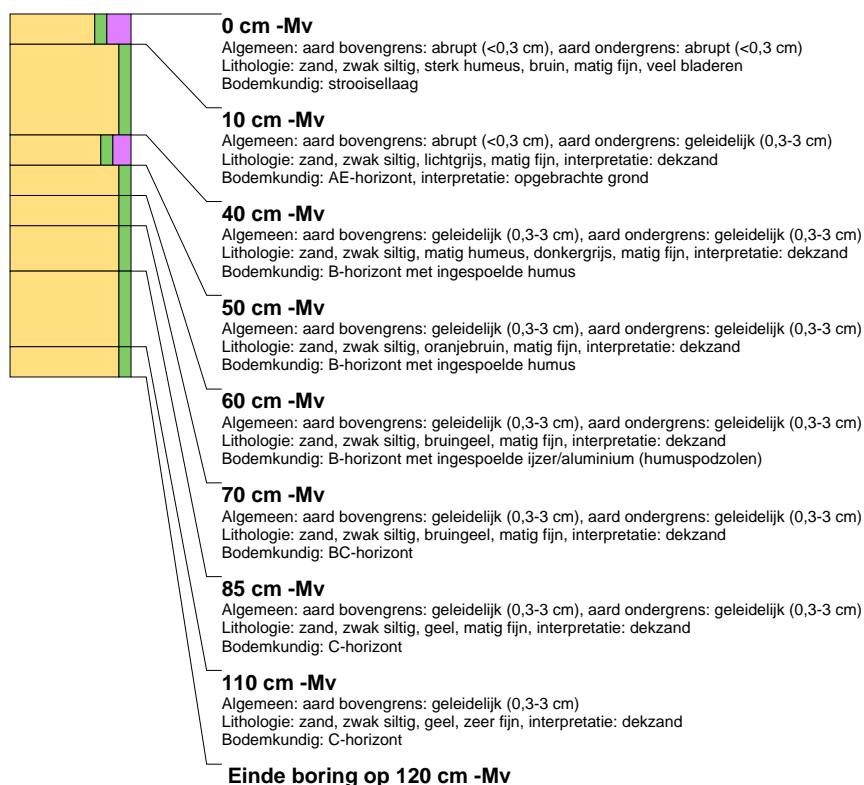 0 cm -Mv
Algemeen: aard bovengrens: abrupt (<0,3 cm), aard ondergrens: abrupt (<0,3 cm)
Lithologie: zand, zwak siltig, sterk humeus, bruin, matig fijn, veel bladeren
Bodemkundig: strooisellaag
10 cm -Mv
Algemeen: aard bovengrens: abrupt (<0,3 cm), aard ondergrens: geleidelijk (0,3-3 cm)
Lithologie: zand, zwak siltig, lichtgrijs, matig fijn, interpretatie: dekzand
Bodemkundig: AE-horizont, interpretatie: opgebrachte grond
40 cm -Mv
Algemeen: aard bovengrens: geleidelijk (0,3-3 cm), aard ondergrens: geleidelijk (0,3-3 cm)
Lithologie: zand, zwak siltig, matig humeus, donkergrijs, matig fijn, interpretatie: dekzand
Bodemkundig: B-horizont met ingespoelde humus
50 cm -Mv
Algemeen: aard bovengrens: geleidelijk (0,3-3 cm), aard ondergrens: geleidelijk (0,3-3 cm)
Lithologie: zand, zwak siltig, oranjebruin, matig fijn, interpretatie: dekzand
Bodemkundig: B-horizont met ingespoelde humus
60 cm -Mv
Algemeen: aard bovengrens: geleidelijk (0,3-3 cm), aard ondergrens: geleidelijk (0,3-3 cm)
Lithologie: zand, zwak siltig, bruingeel, matig fijn, interpretatie: dekzand
Bodemkundig: B-horizont met ingespoelde ijzer/aluminium (humuspodzolen)
70 cm -Mv
Algemeen: aard bovengrens: geleidelijk (0,3-3 cm), aard ondergrens: geleidelijk (0,3-3 cm)
Lithologie: zand, zwak siltig, bruingeel, matig fijn, interpretatie: dekzand
Bodemkundig: BC-horizont
85 cm -Mv
Algemeen: aard bovengrens: geleidelijk (0,3-3 cm), aard ondergrens: geleidelijk (0,3-3 cm)
Lithologie: zand, zwak siltig, geel, matig fijn, interpretatie: dekzand
Bodemkundig: C-horizont
110 cm -Mv
Algemeen: aard bovengrens: geleidelijk (0,3-3 cm)
Lithologie: zand, zwak siltig, geel, zeer fijn, interpretatie: dekzand
Bodemkundig: C-horizont
Einde boring op 120 cm -Mv